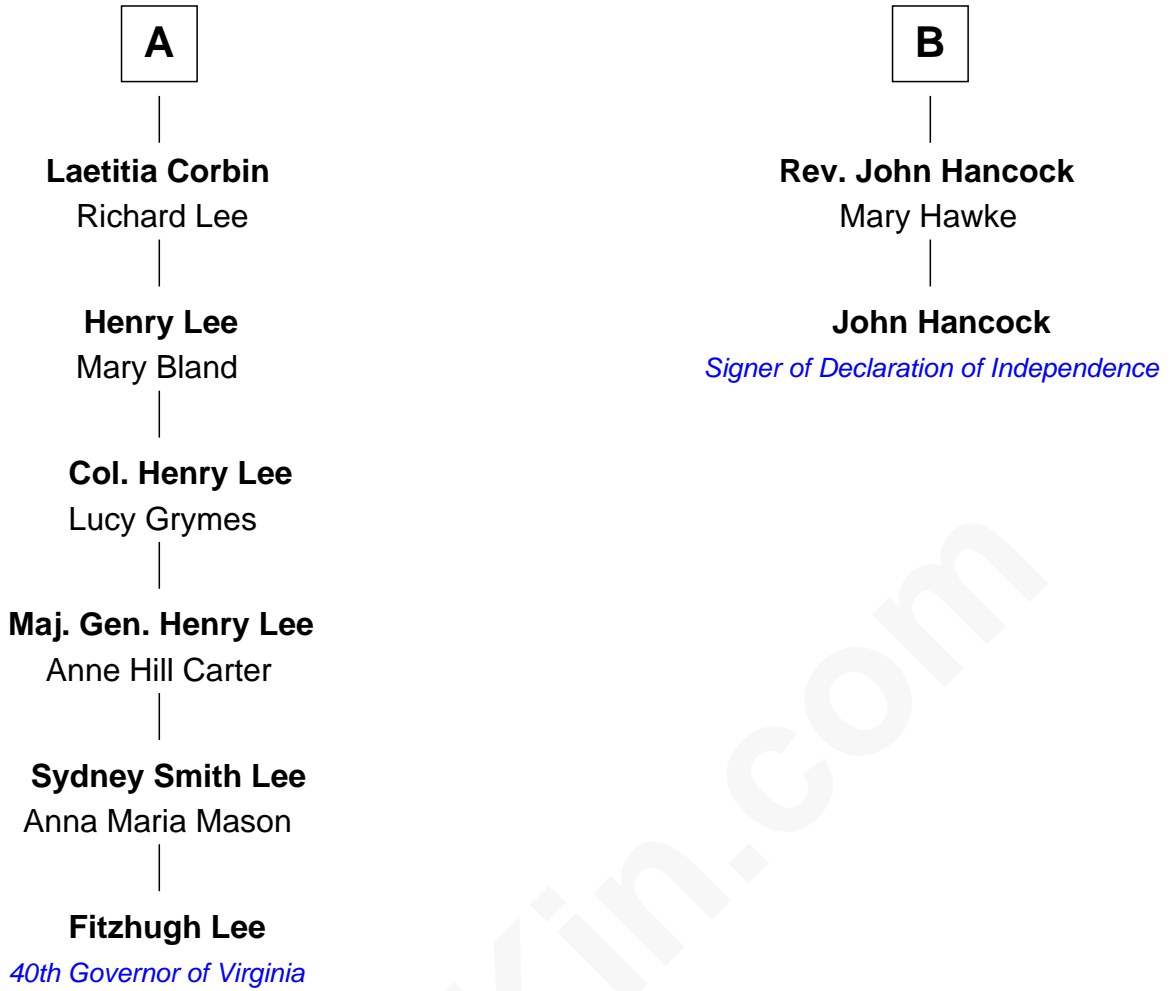 A
Laetitia Corbin
Richard Lee
Henry Lee
Mary Bland
Col. Henry Lee
Lucy Grymes
Maj. Gen. Henry Lee
Anne Hill Carter
Sydney Smith Lee
Anna Maria Mason
Fitzhugh Lee
40th Governor of Virginia
B
Rev. John Hancock
Mary Hawke
John Hancock
Signer of Declaration of Independence
kin.com